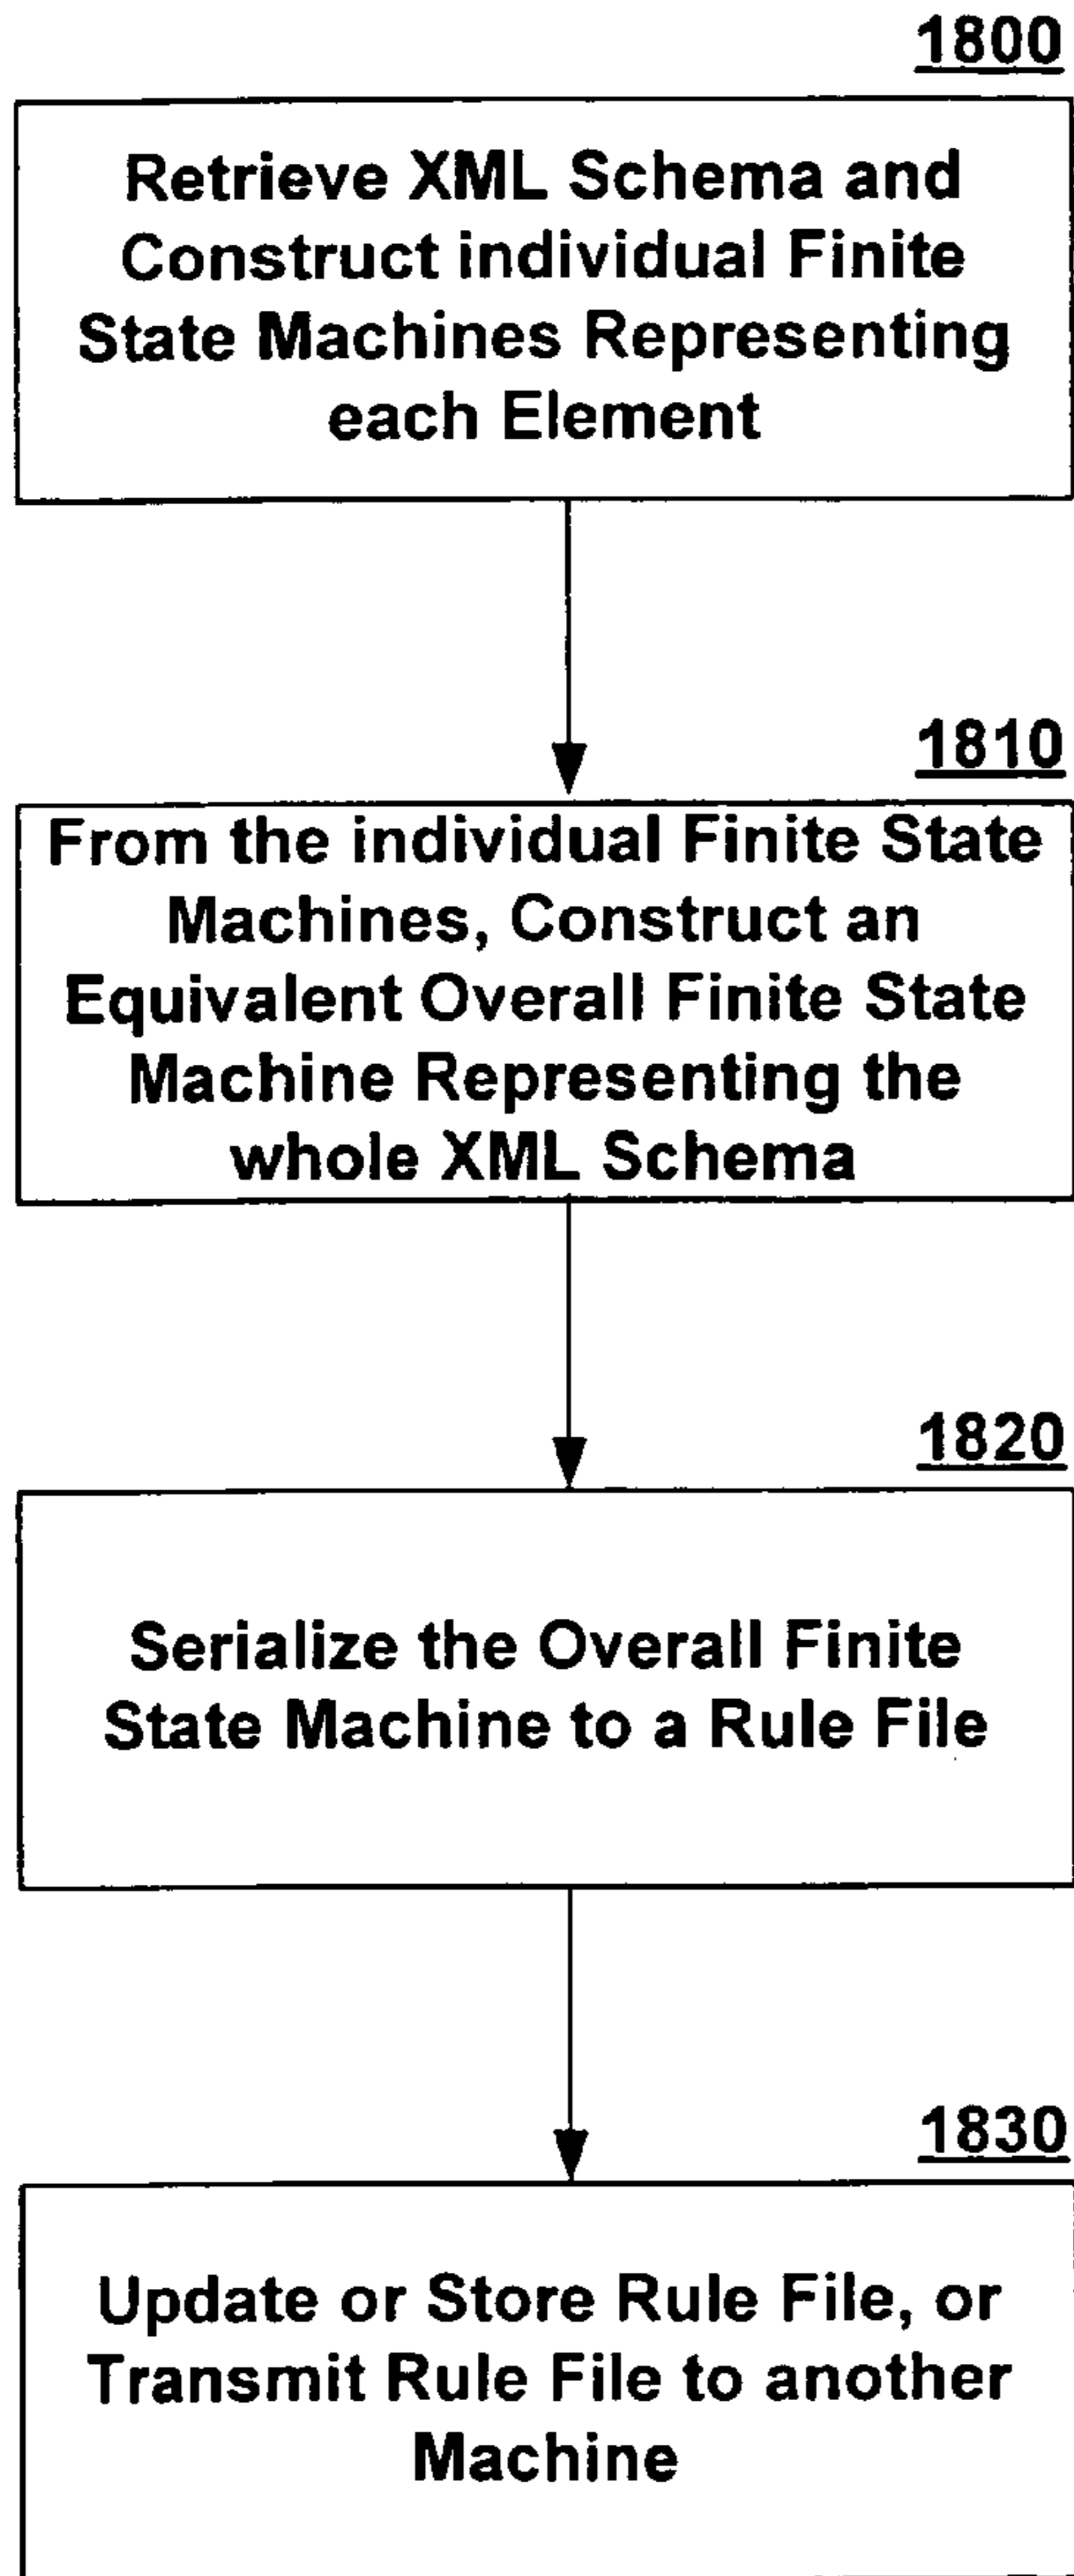 1800
Retrieve XML Schema and
Construct individual Finite
State Machines Representing
each Element
1810
From the individual Finite State
Machines, Construct an
Equivalent Overall Finite State
Machine Representing the
whole XML Schema
1820
Serialize the Overall Finite
State Machine to a Rule File
1830
Update or Store Rule File, or
Transmit Rule File to another
Machine